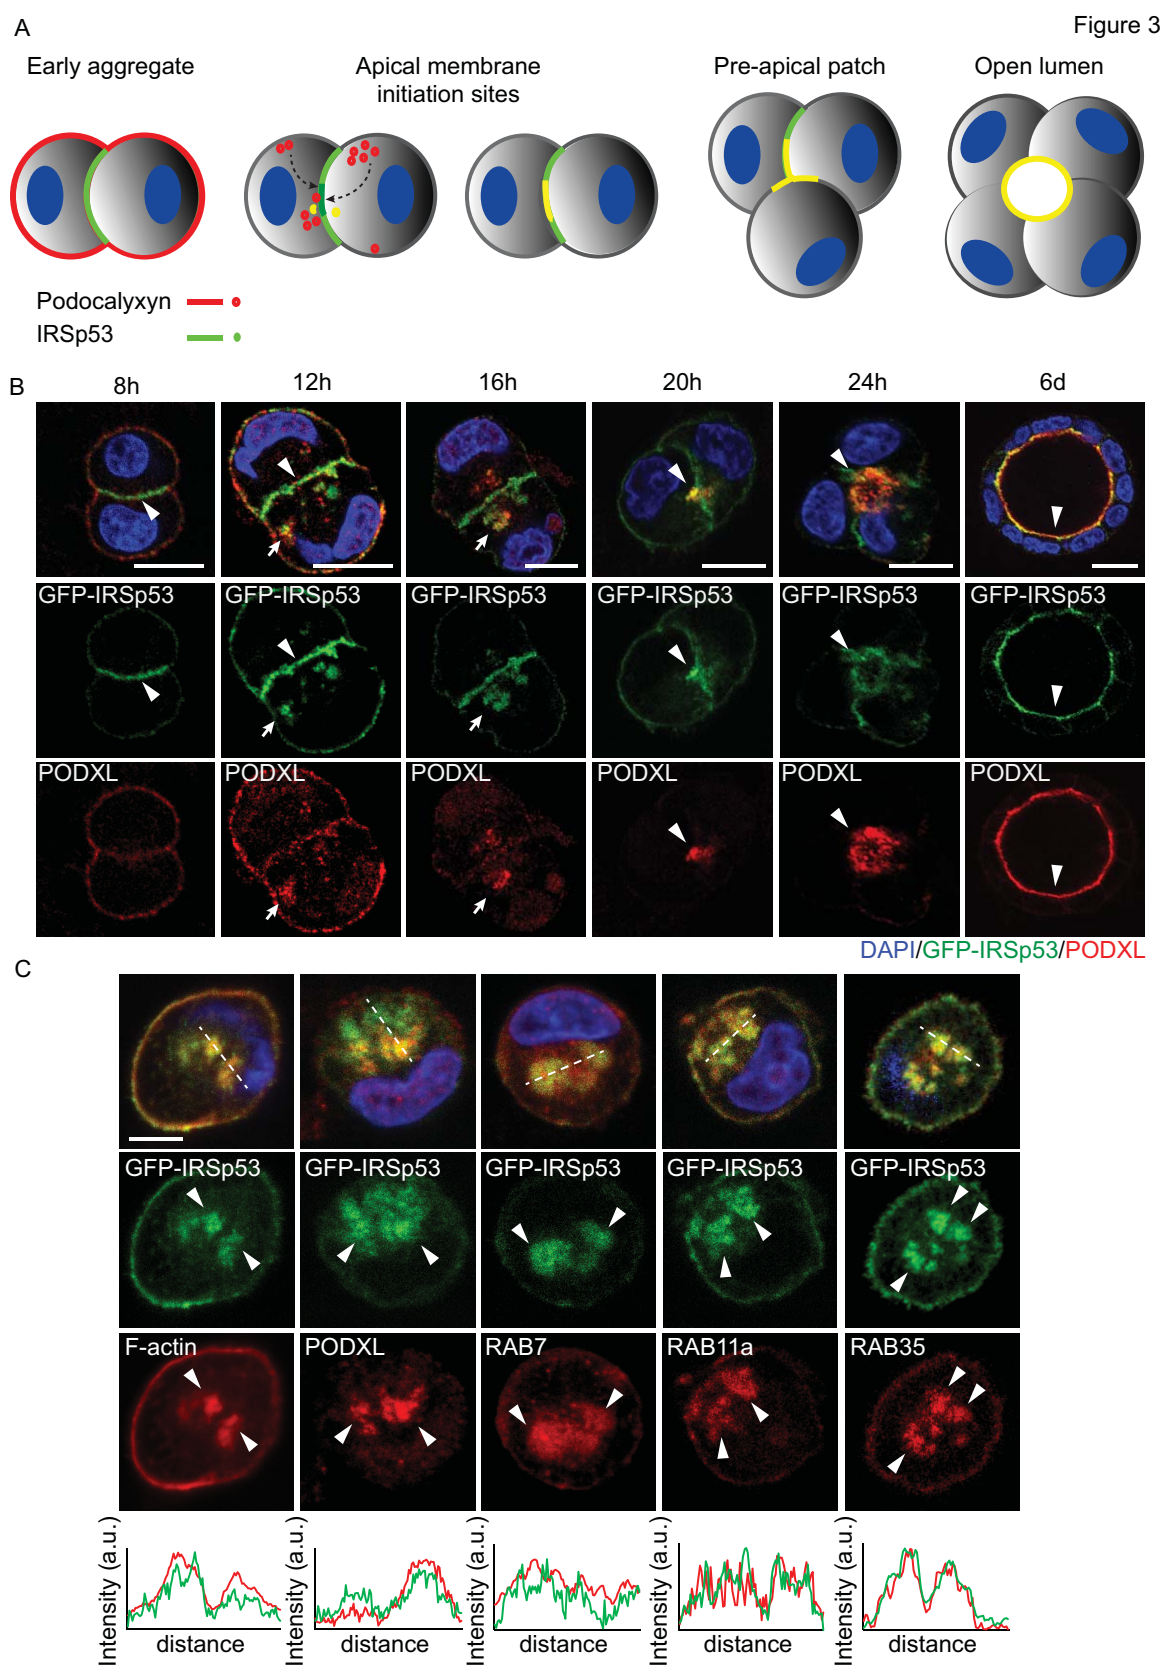 Figure 3
A
Early aggregate
Apical membrane
initiation sites
Pre-apical patch
Open lumen
Podocalyxyn
IRSp53
B
8h
12h
16h
20h
24h
6d
GFP-IRSp53
GFP-IRSp53
GFP-IRSp53
GFP-IRSp53
GFP-IRSp53
GFP-IRSp53
PODXL
PODXL
PODXL
PODXL
PODXL
PODXL
DAPI/GFP-IRSp53/PODXL
C
GFP-IRSp53
GFP-IRSp53
GFP-IRSp53
GFP-IRSp53
GFP-IRSp53
F-actin
PODXL
RAB7
RAB11a
RAB35
Intensity (a.u.)
distance
Intensity (a.u.)
distance
Intensity (a.u.)
distance
Intensity (a.u.)
distance
Intensity (a.u.)
distance